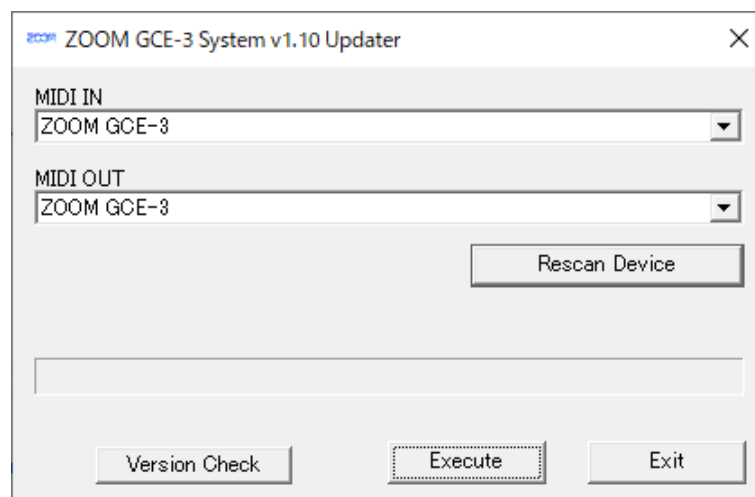 ZOOM ZOOM GCE-3 System v1.10 Updater
MIDI IN
ZOOM GCE-3
MIDI OUT
ZOOM GCE-3
Rescan Device
Version Check Execute Exit